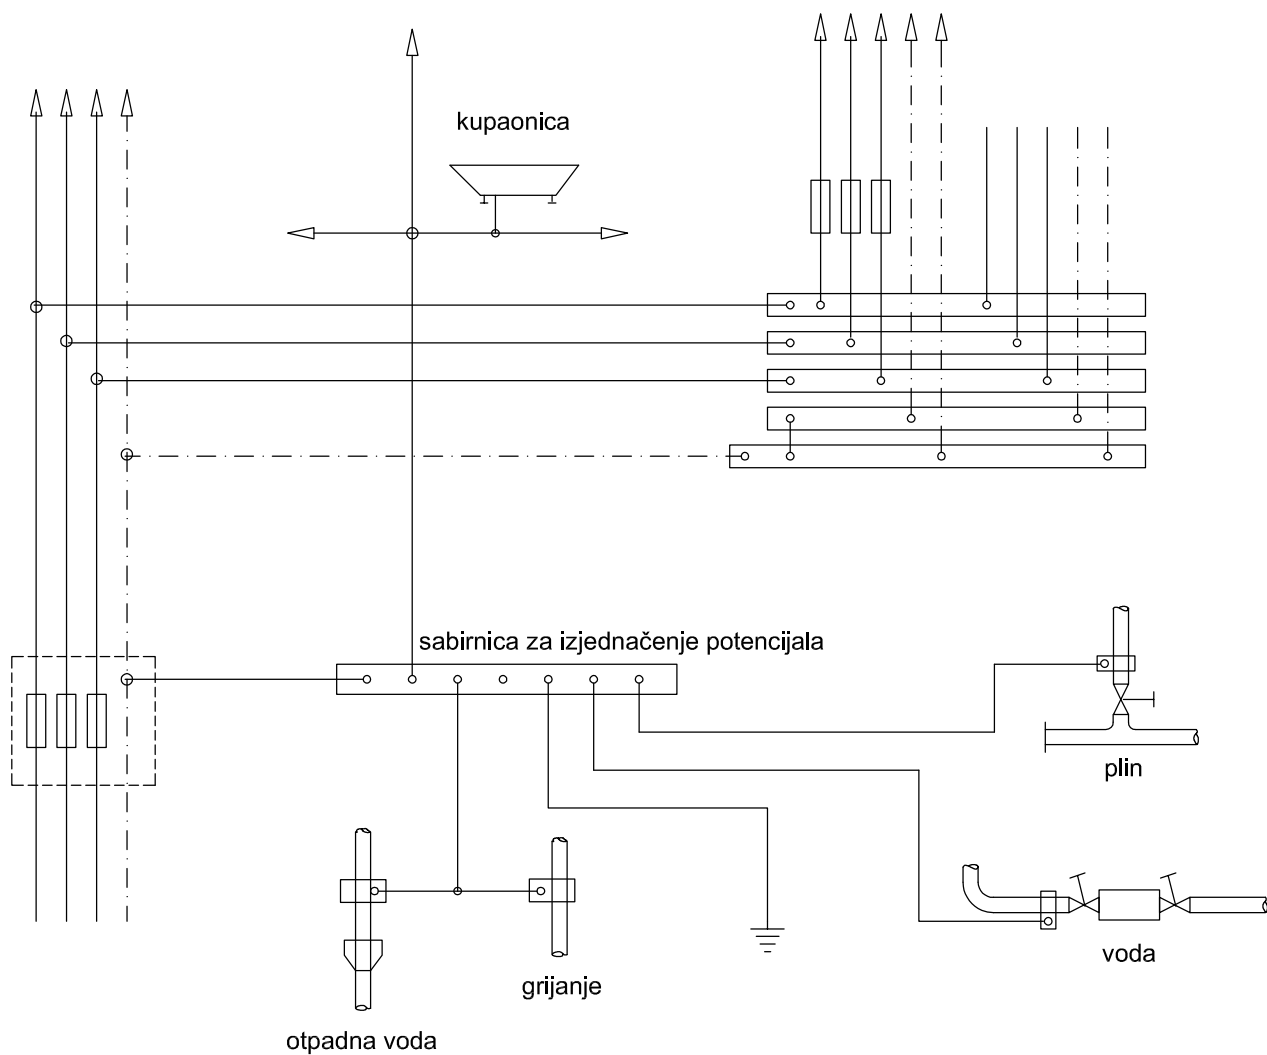 kupaonica
sabirnica za izjednačenje potencijala
plin
voda
grijanje
otpadna voda